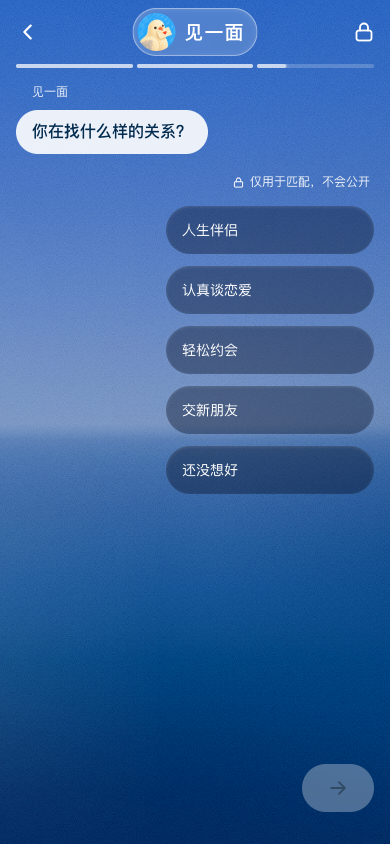 见一面
见一面
你在找什么样的关系？
仅用于匹配，不会公开
人生伴侣
认真谈恋爱
轻松约会
交新朋友
还没想好